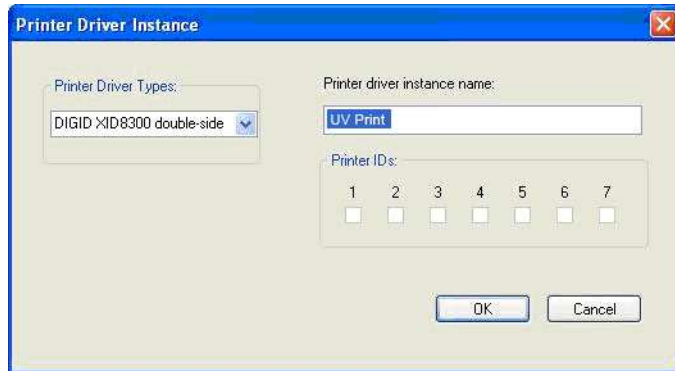 Printer Driver Instance
Printer Driver Types:
DIGID XID8300 double-side
Printer driver instance name:
UV Print
Printer IDs:
1 2 3 4 5 6 7
OK Cancel